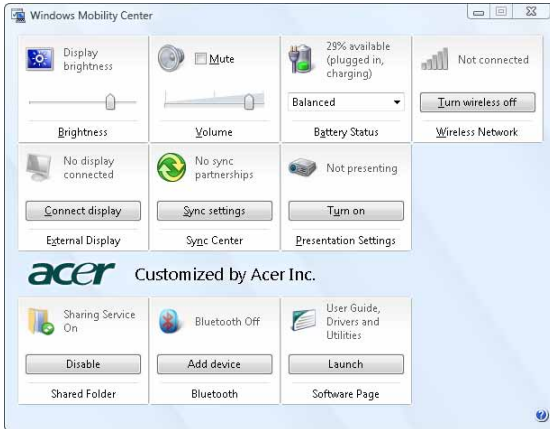 Windows Mobility Center
Display
brightness
Brightness
Mute
Volume
29% available
(plugged in,
charging)
Balanced
Battery Status
Not connected
Turn wireless off
Wireless Network
No display
connected
Connect display
External Display
No sync
partnerships
Sync settings
Sync Center
Not presenting
Turn on
Presentation Settings
acer Customized by Acer Inc.
Sharing Service
On
Disable
Shared Folder
Bluetooth Off
Add device
Bluetooth
User Guide,
Drivers and
Utilities
Launch
Software Page